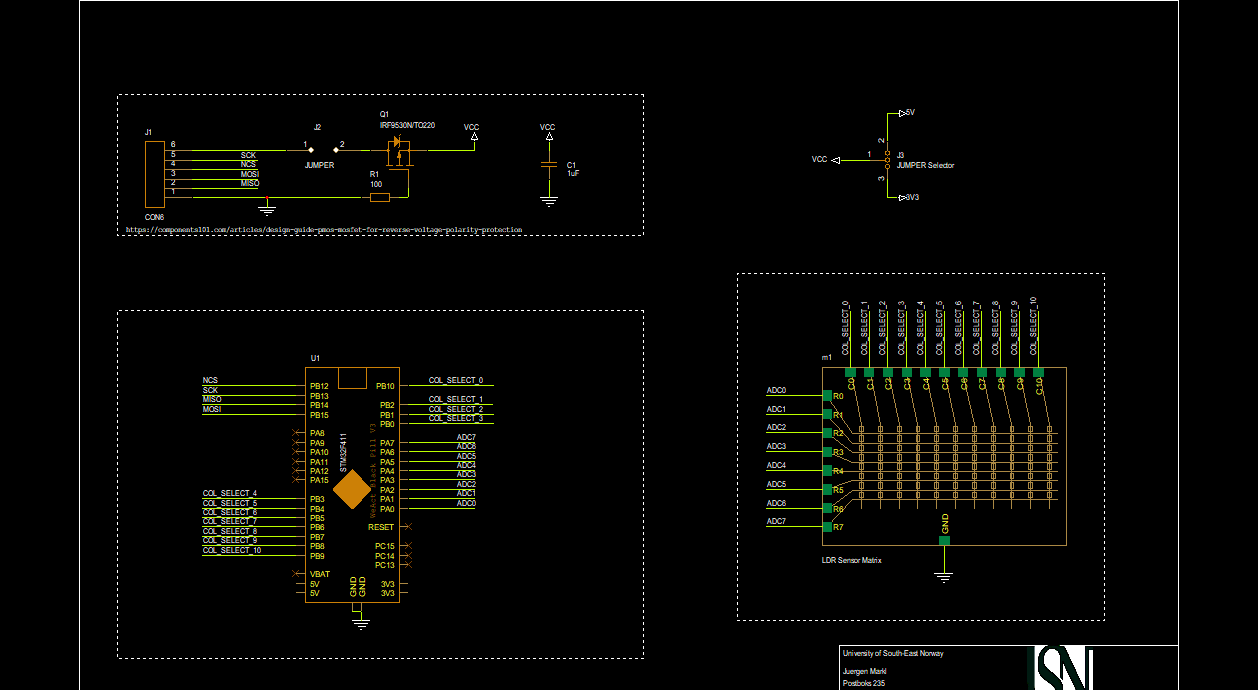 J1
CON6
6
5
4
3
2
1
SCK
NCS
MOSI
MISO
J2
1
2
JUMPER
Q1
IRF9530N/TO220
VCC
R1
100
VCC
C1
1uF
https://components101.com/articles/design-guide-pmos-mosfet-for-reverse-voltage-polarity-protection
5V
2
VCC
1
J3
JUMPER Selector
3
3V3
U1
NCS
SCK
MISO
MOSI
PB12
PB13
PB14
PB15
PA8
PA9
PA10
PA11
PA12
PA15
COL_SELECT_4
COL_SELECT_5
COL_SELECT_6
COL_SELECT_7
COL_SELECT_8
COL_SELECT_9
COL_SELECT_10
PB3
PB4
PB5
PB6
PB7
PB8
PB9
VBAT
5V
5V
STM32F411
WeAct Black Pill V3
GND
GND
PB10
PB2
PB1
PB0
COL_SELECT_0
COL_SELECT_1
COL_SELECT_2
COL_SELECT_3
PA7
PA6
PA5
PA4
PA3
PA2
PA1
PA0
ADC7
ADC6
ADC5
ADC4
ADC3
ADC2
ADC1
ADC0
RESET
PC15
PC14
PC13
3V3
3V3
COL_SELECT_0
COL_SELECT_1
COL_SELECT_2
COL_SELECT_3
COL_SELECT_4
COL_SELECT_5
COL_SELECT_6
COL_SELECT_7
COL_SELECT_8
COL_SELECT_9
COL_SELECT_10
m1
C0
C1
C2
C3
C4
C5
C6
C7
C8
C9
C10
ADC0
ADC1
ADC2
ADC3
ADC4
ADC5
ADC6
ADC7
R0
R1
R2
R3
R4
R5
R6
R7
GND
LDR Sensor Matrix
University of South-East Norway
Juergen Markl
Postboks 235